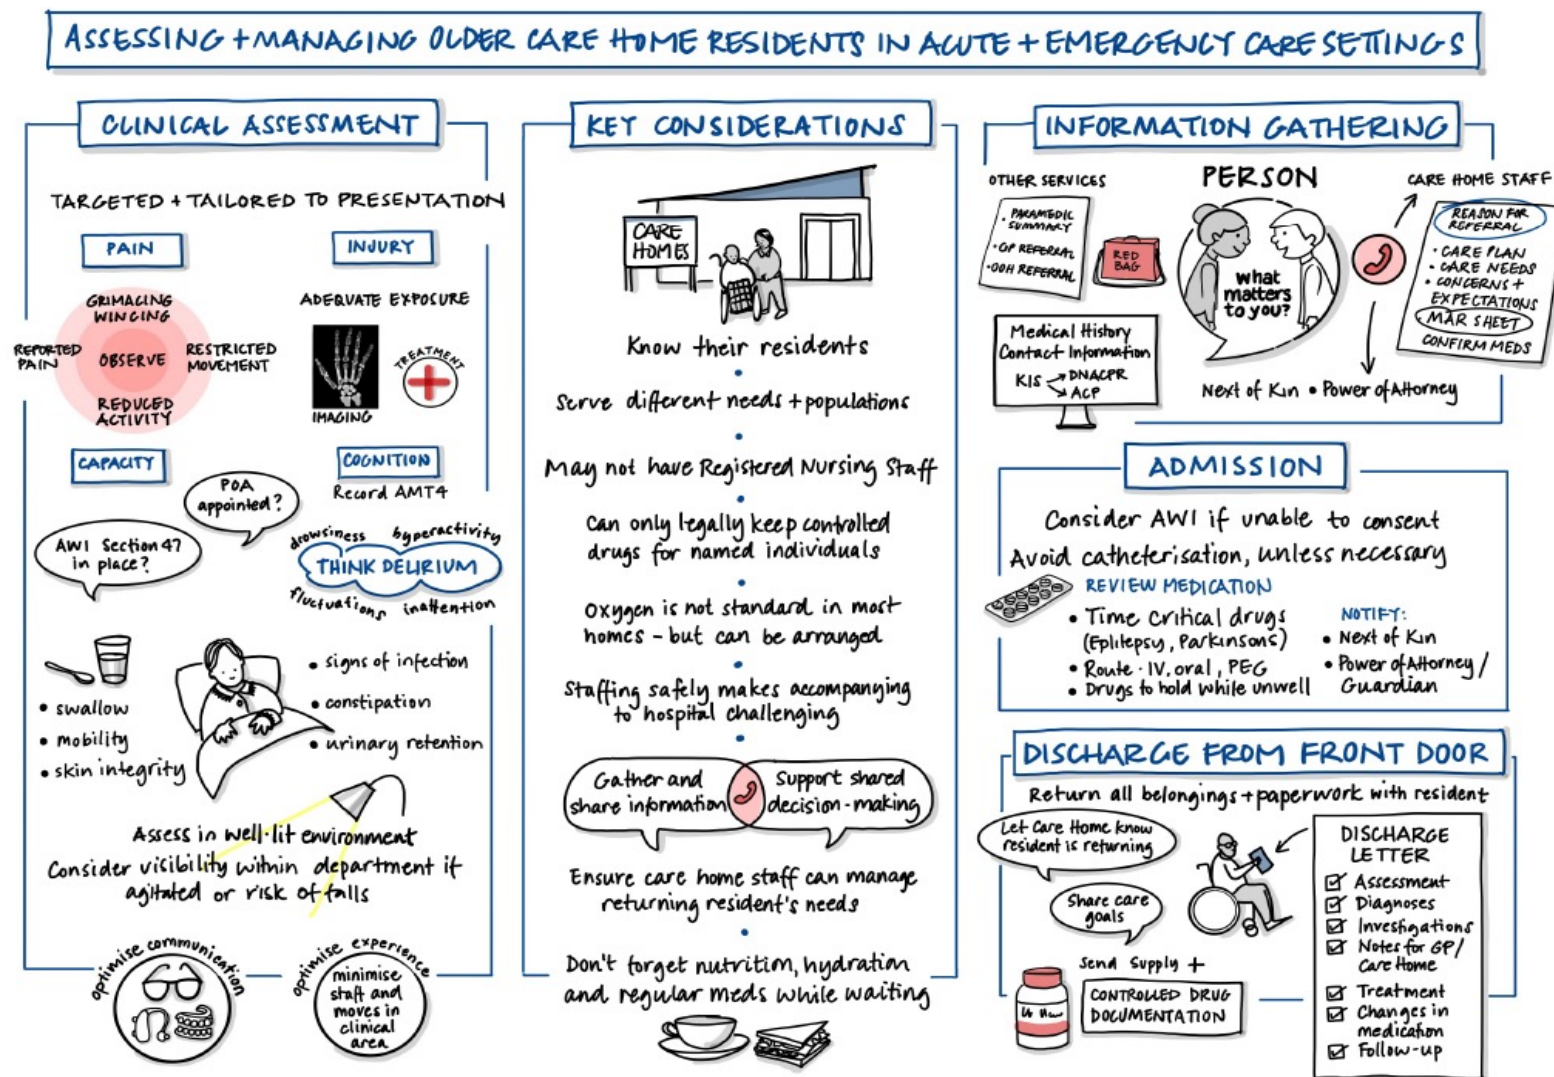 ASSESSING + MANAGING OLDER CARE HOME RESIDENTS IN ACUTE + EMERGENCY CARE SETTINGS
CLINICAL ASSESSMENT
TARGETED + TAILORED TO PRESENTATION
PAIN
GRIMACING
WINCING
REPORTED
PAIN
OBSERVE
RESTRICTED
MOVEMENT
REDUCED
ACTIVITY
INJURY
ADEQUATE EXPOSURE
IMAGING
TREATMENT
CAPACITY
POA
appointed?
AWI Section 47
in place?
COGNITION
Record AMT4
drowsiness
hyperactivity
THINK DELIRIUM
fluctuations
inattention
• swallow
• mobility
• skin integrity
• signs of infection
• constipation
• urinary retention
Assess in well-lit environment
Consider visibility within department if
agitated or risk of falls
optimise communication
optimise experience
minimise
staff and
moves in
clinical
area
KEY CONSIDERATIONS
CARE
HOMES
Know their residents
•
Serve different needs + populations
•
May not have Registered Nursing Staff
•
Can only legally keep controlled
drugs for named individuals
•
Oxygen is not standard in most
homes - but can be arranged
•
Staffing safely makes accompanying
to hospital challenging
•
Gather and
share information
Support shared
decision-making
Ensure care home staff can manage
returning resident's needs
•
Don't forget nutrition, hydration
and regular meds while waiting
INFORMATION GATHERING
OTHER SERVICES
• PARAMEDIC
SUMMARY
• GP REFERRAL
• OOH REFERRAL
RED
BAG
Medical History
Contact Information
KIS → DNACPR
→ ACP
PERSON
what
matters
to you?
Next of Kin • Power of Attorney
CARE HOME STAFF
REASON FOR
REFERRAL
• CARE PLAN
• CARE NEEDS
• CONCERNS +
EXPECTATIONS
MAR SHEET
CONFIRM MEDS
ADMISSION
Consider AWI if unable to consent
Avoid catheterisation, unless necessary
REVIEW MEDICATION
• Time critical drugs
(Epilepsy, Parkinsons)
• Route · IV, oral, PEG
• Drugs to hold while unwell
NOTIFY:
• Next of Kin
• Power of Attorney /
Guardian
DISCHARGE FROM FRONT DOOR
Return all belongings + paperwork with resident
Let Care Home know
resident is returning
Share care
goals
Send Supply +
CONTROLLED DRUG
DOCUMENTATION
DISCHARGE
LETTER
Assessment
Diagnoses
Investigations
Notes for GP/
Care Home
Treatment
Changes in
medication
Follow-up